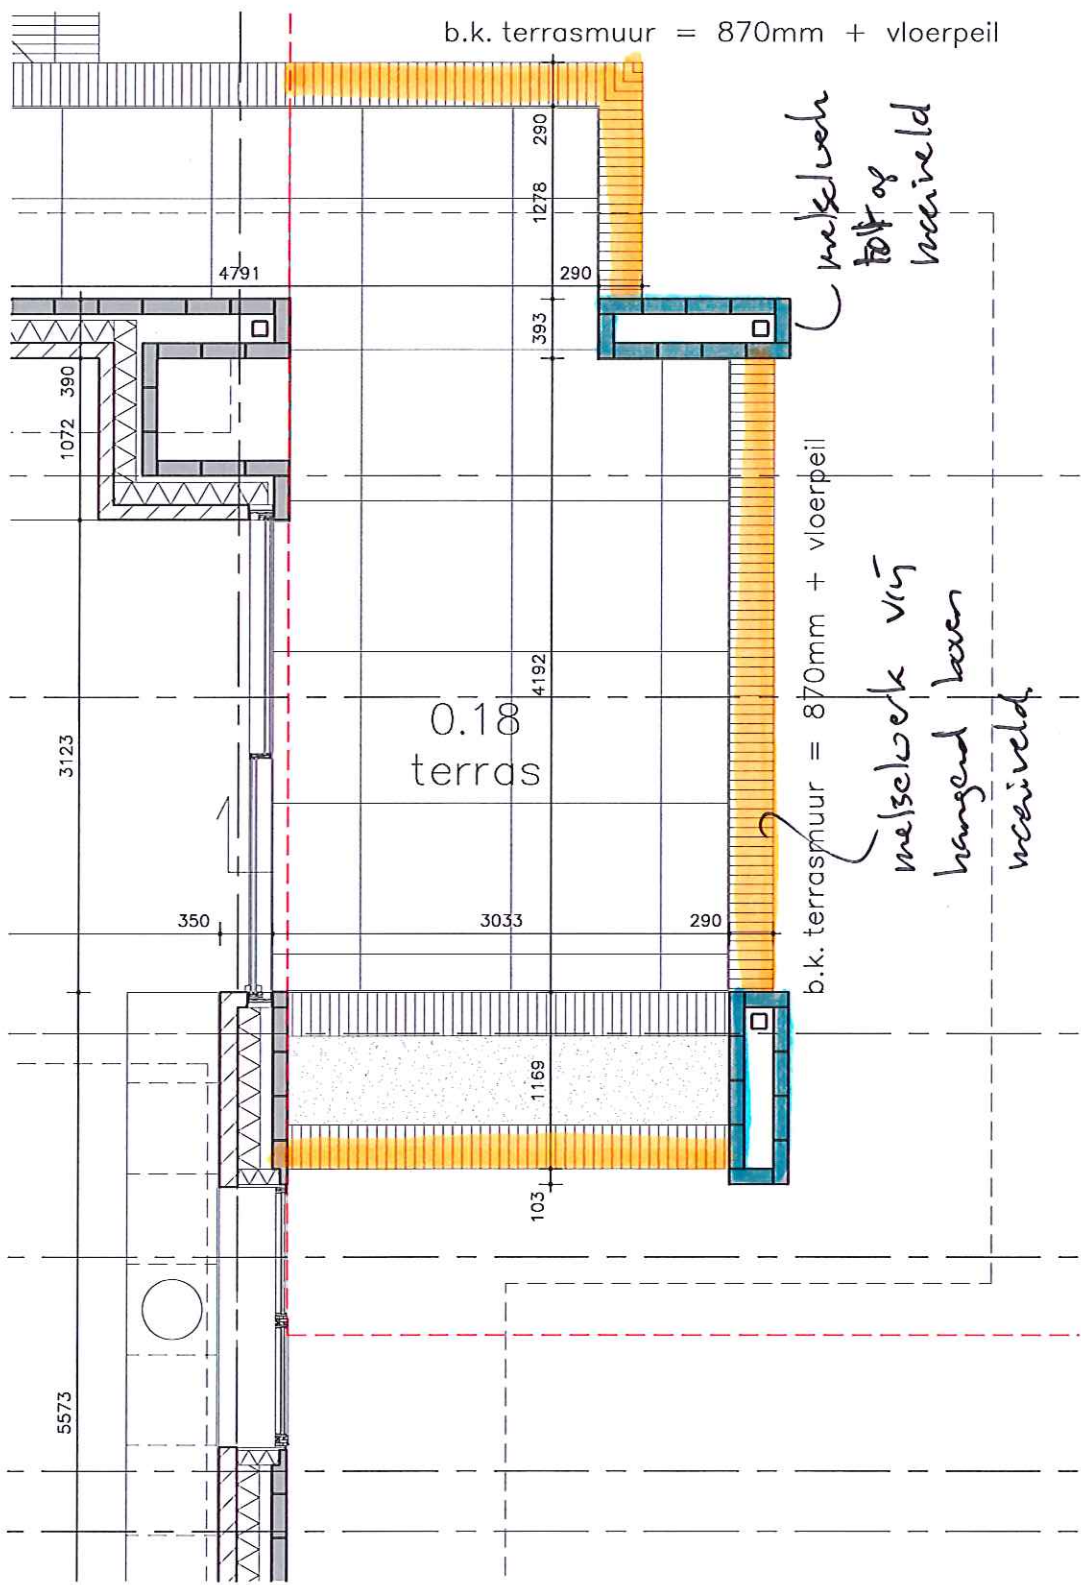 b.k. terrasmuur = 870mm + vloerpeil
290
1278
metselwerk
tot op
maaiveld
4791
290
393
390
1072
b.k. terrasmuur = 870mm + vloerpeil
metselwerk vrij
hangend boven
maaiveld
4192
0.18
terras
3123
350
3033
290
1169
103
5573